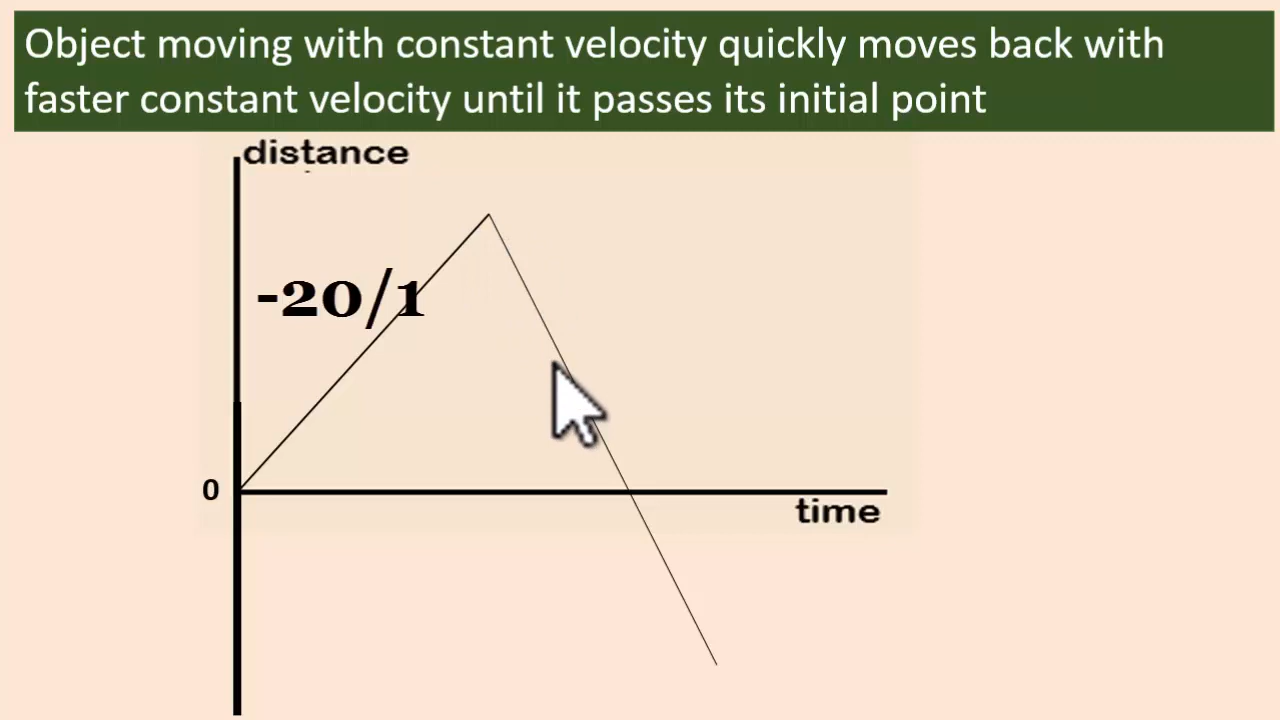 Object moving with constant velocity quickly moves back with
faster constant velocity until it passes its initial point
distance
-20/1
0
time